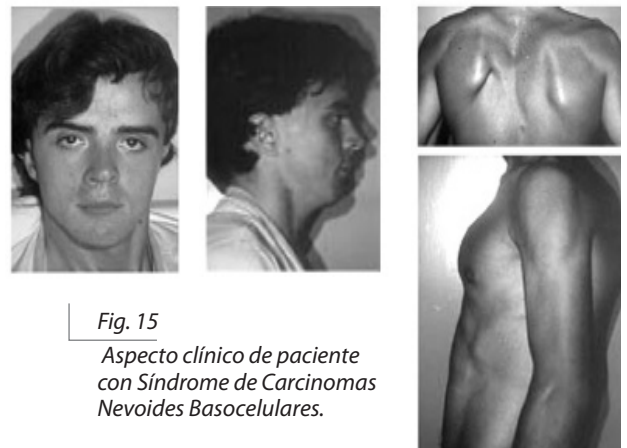 Fig. 15
Aspecto clínico de paciente
con Síndrome de Carcinomas
Nevoides Basocelulares.